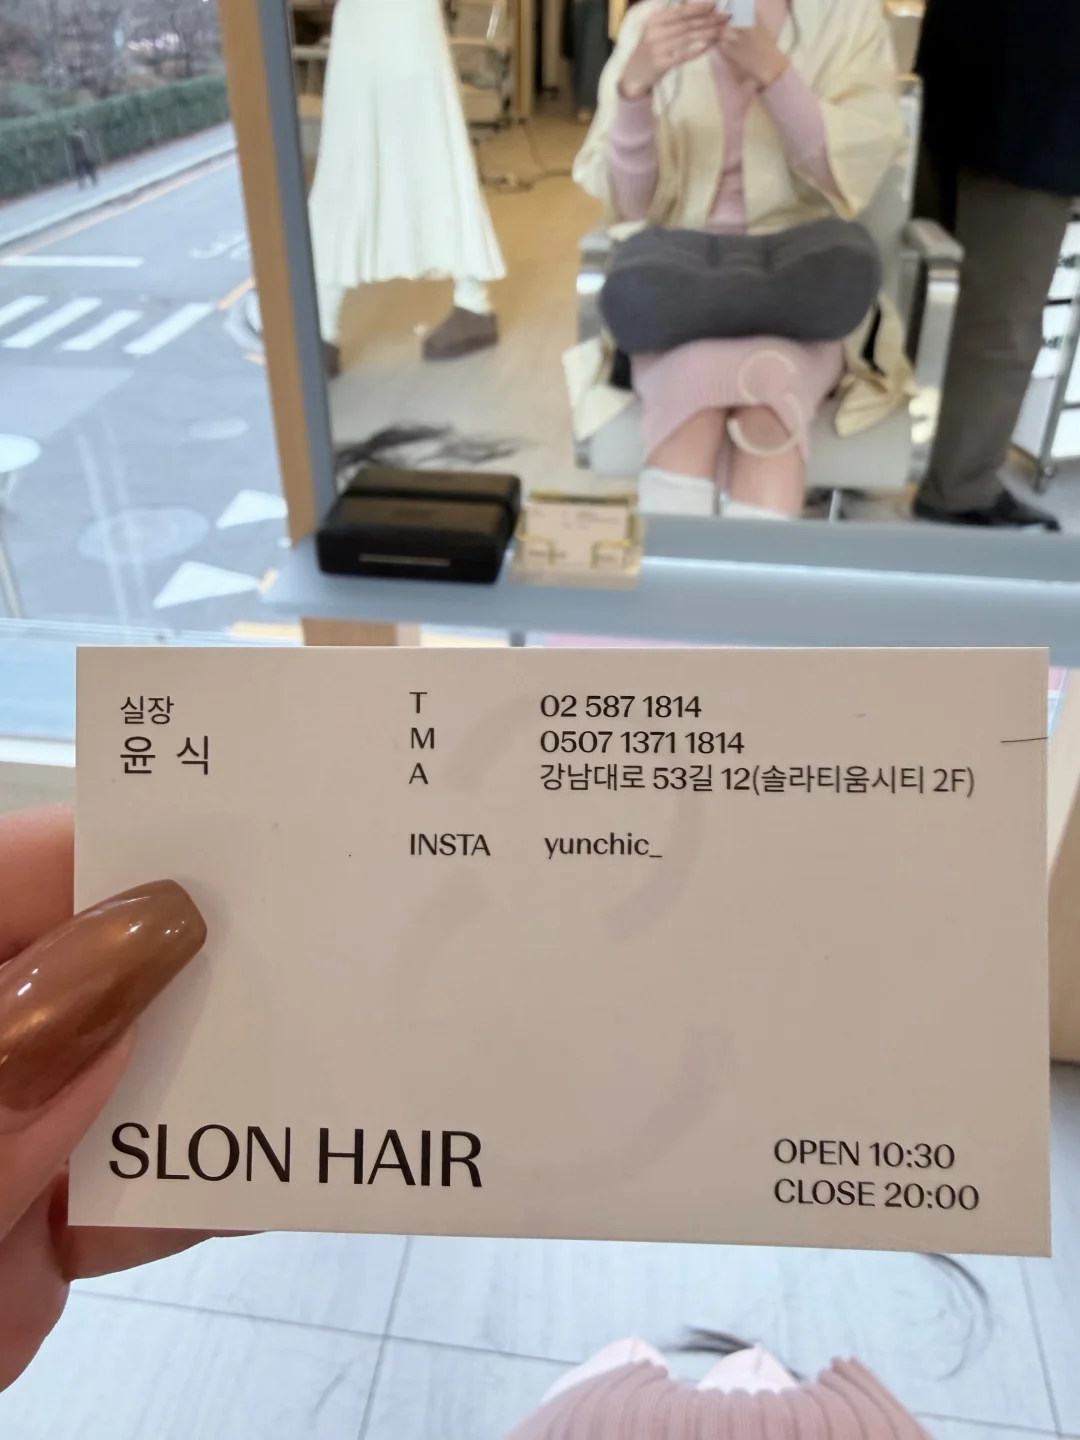 실장
윤 식
T 02 587 1814
M 0507 1371 1814
A 강남대로 53길 12(솔라티움시티 2F)
INSTA yunchic_
SLON HAIR
OPEN 10:30
CLOSE 20:00